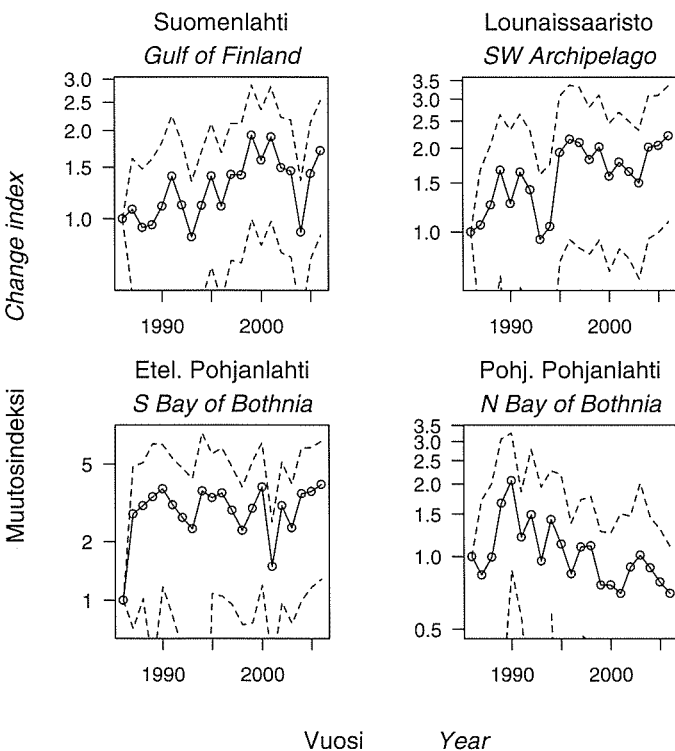 Suomenlahti
Gulf of Finland
3.0
2.5
2.0
1.5
1.0
1990
2000
Lounaissaaristo
SW Archipelago
3.5
3.0
2.5
2.0
1.5
1.0
1990
2000
Change index
Muutosindeksi
Etel. Pohjanlahti
S Bay of Bothnia
5
2
1
1990
2000
Pohj. Pohjanlahti
N Bay of Bothnia
3.5
3.0
2.5
2.0
1.5
1.0
0.5
1990
2000
Vuosi Year